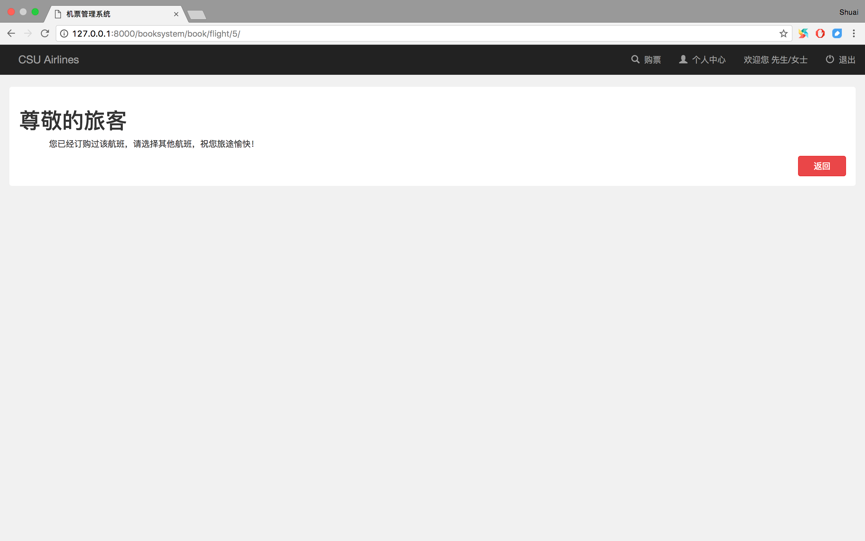 机票管理系统
Shuai
127.0.0.1:8000/booksystem/book/flight/5/
CSU Airlines 购票 个人中心 欢迎您 先生/女士 退出
尊敬的旅客
您已经订购过该航班，请选择其他航班，祝您旅途愉快！
返回